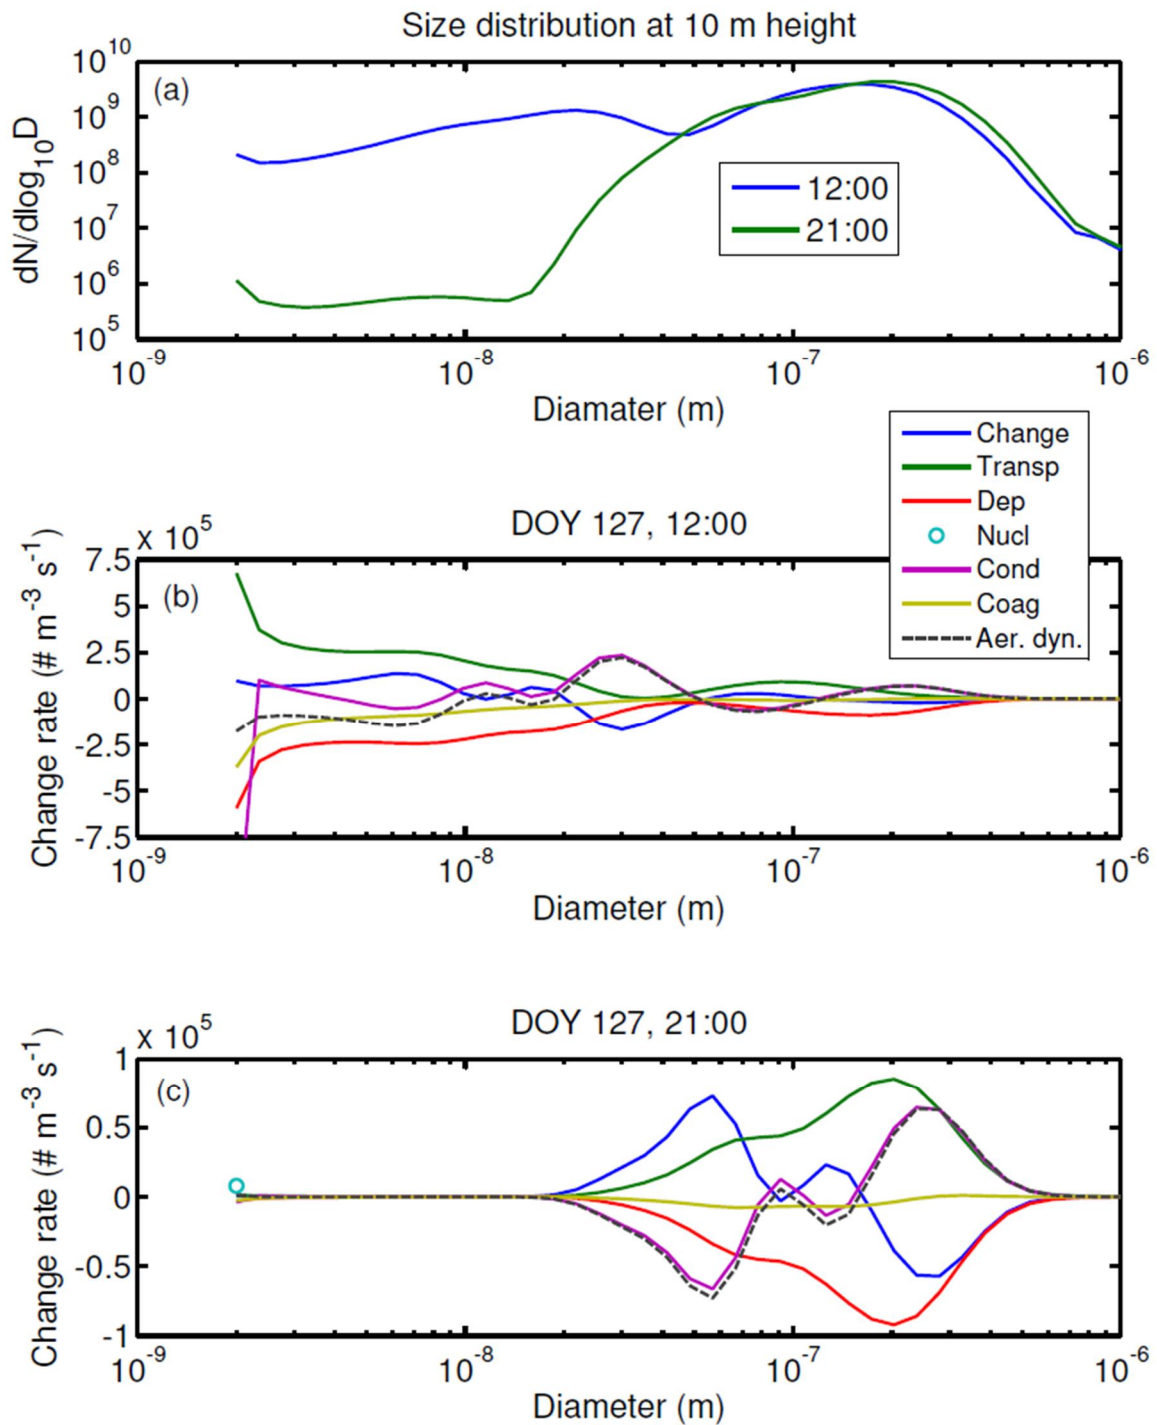 Size distribution at 10 m height
(a)
dN/dlog10D
10^10
10^9
10^8
10^7
10^6
10^5
12:00
21:00
10^-9 10^-8 10^-7 10^-6
Diamater (m)
Change
Transp
Dep
Nucl
Cond
Coag
Aer. dyn.
DOY 127, 12:00
x 10^5
(b)
Change rate (# m^-3 s^-1)
7.5
5
2.5
0
-2.5
-5
-7.5
10^-9 10^-8 10^-7 10^-6
Diameter (m)
DOY 127, 21:00
x 10^5
(c)
Change rate (# m^-3 s^-1)
1
0.5
0
-0.5
-1
10^-9 10^-8 10^-7 10^-6
Diameter (m)